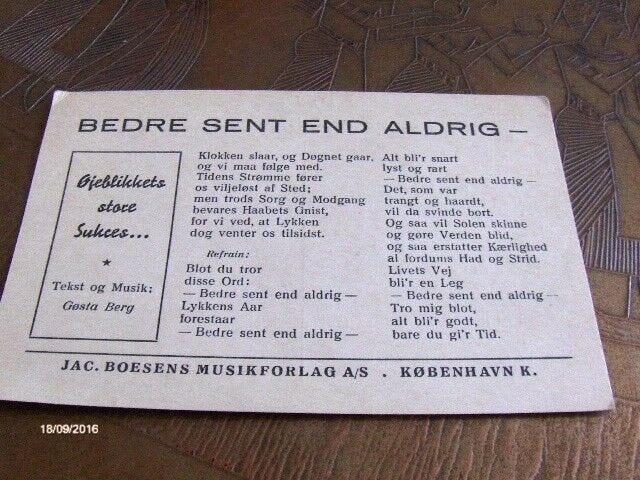 BEDRE SENT END ALDRIG —
Øjeblikkets
store
Sukces...
★
Tekst og Musik:
Gøsta Berg
Klokken slaar, og Døgnet gaar,
og vi maa følge med.
Tidens Strømme fører
os viljeløst af Sted;
men trods Sorg og Modgang
bevares Haabets Gnist,
for vi ved, at Lykken
dog venter os tilsidst.
Refrain:
Blot du tror
disse Ord:
— Bedre sent end aldrig —
Lykkens Aar
forestaar
— Bedre sent end aldrig —
Alt bli'r snart
lyst og rart
— Bedre sent end aldrig —
Det, som var
trangt og haardt,
vil da svinde bort.
Og saa vil Solen skinne
og gøre Verden blid,
og saa erstatter Kærlighed
al fordums Had og Strid.
Livets Vej
bli'r en Leg
— Bedre sent end aldrig —
Tro mig blot,
alt bli'r godt,
bare du gi'r Tid.
JAC. BOESENS MUSIKFORLAG A/S . KØBENHAVN K.
18/09/2016